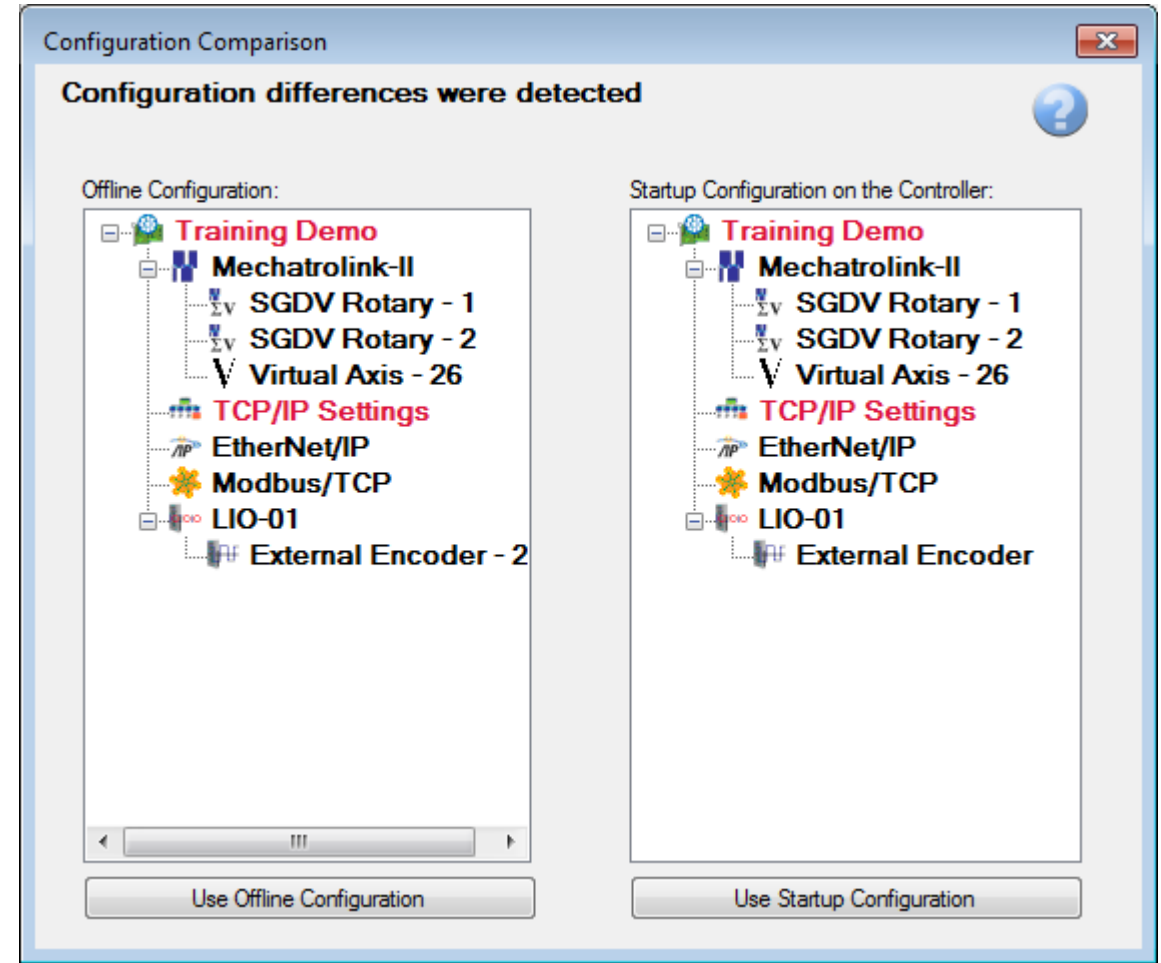 Configuration Comparison
Configuration differences were detected
Offline Configuration:
Training Demo
Mechatrolink-II
SGDV Rotary - 1
SGDV Rotary - 2
Virtual Axis - 26
TCP/IP Settings
EtherNet/IP
Modbus/TCP
LIO-01
External Encoder - 2
Use Offline Configuration
Startup Configuration on the Controller:
Training Demo
Mechatrolink-II
SGDV Rotary - 1
SGDV Rotary - 2
Virtual Axis - 26
TCP/IP Settings
EtherNet/IP
Modbus/TCP
LIO-01
External Encoder
Use Startup Configuration